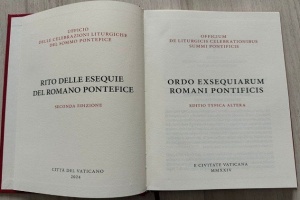 UFFICIO
DELLE CELEBRAZIONI LITURGICHE
DEL SOMMO PONTEFICE
RITO DELLE ESEQUIE
DEL ROMANO PONTEFICE
SECONDA EDIZIONE
CITTÀ DEL VATICANO
2024
OFFICIUM
DE LITURGICIS CELEBRATIONIBUS
SUMMI PONTIFICIS
ORDO EXSEQUIARUM
ROMANI PONTIFICIS
EDITIO TYPICA ALTERA
E CIVITATE VATICANA
MMXXIV